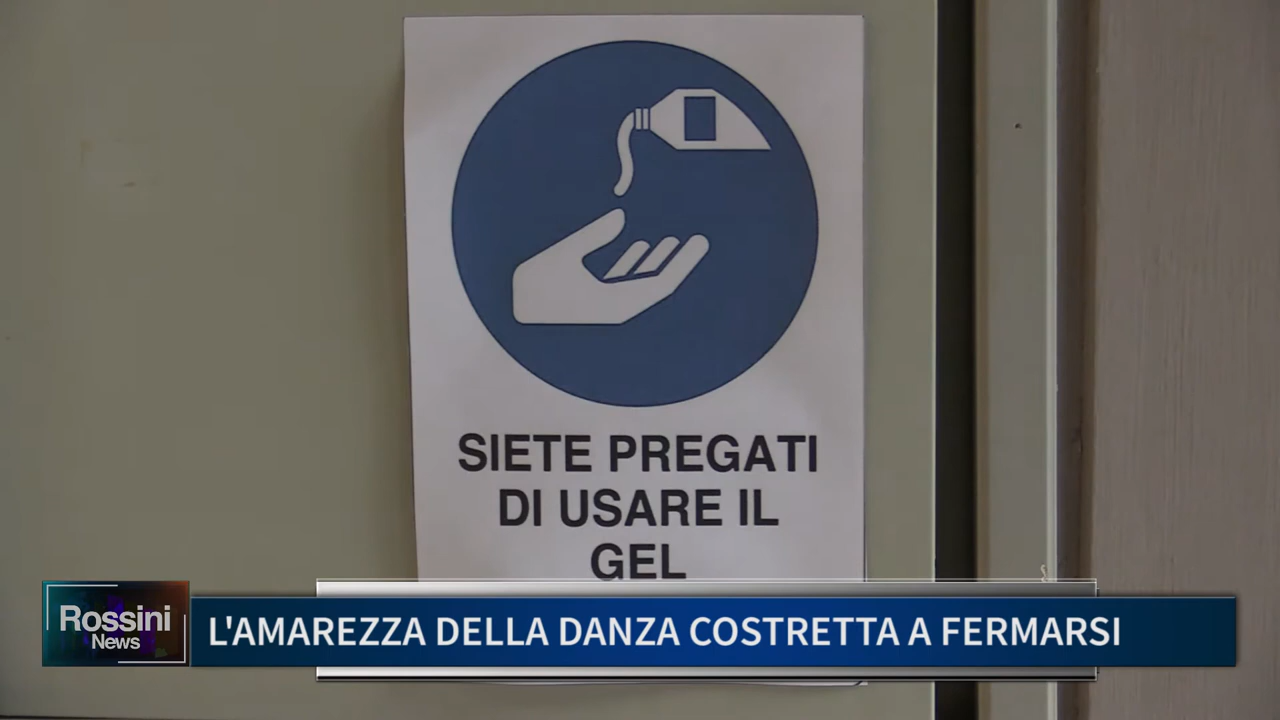 SIETE PREGATI
DI USARE IL
GEL
Rossini
News
L'AMAREZZA DELLA DANZA COSTRETTA A FERMARSI